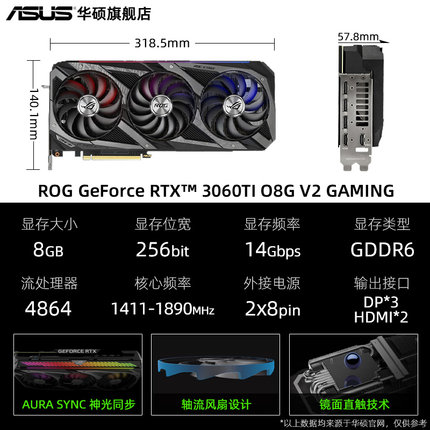 ASUS 华硕旗舰店
318.5mm
57.8mm
140.1mm
ROG GeForce RTX™ 3060TI O8G V2 GAMING
显存大小 显存位宽 显存频率 显存类型
8GB 256bit 14Gbps GDDR6
流处理器 核心频率 外接电源 输出接口
4864 1411-1890MHz 2x8pin DP*3
HDMI*2
GEFORCE RTX
AURA SYNC 神光同步 轴流风扇设计 镜面直触技术
*以上数据均来源于华硕官网，仅供参考。